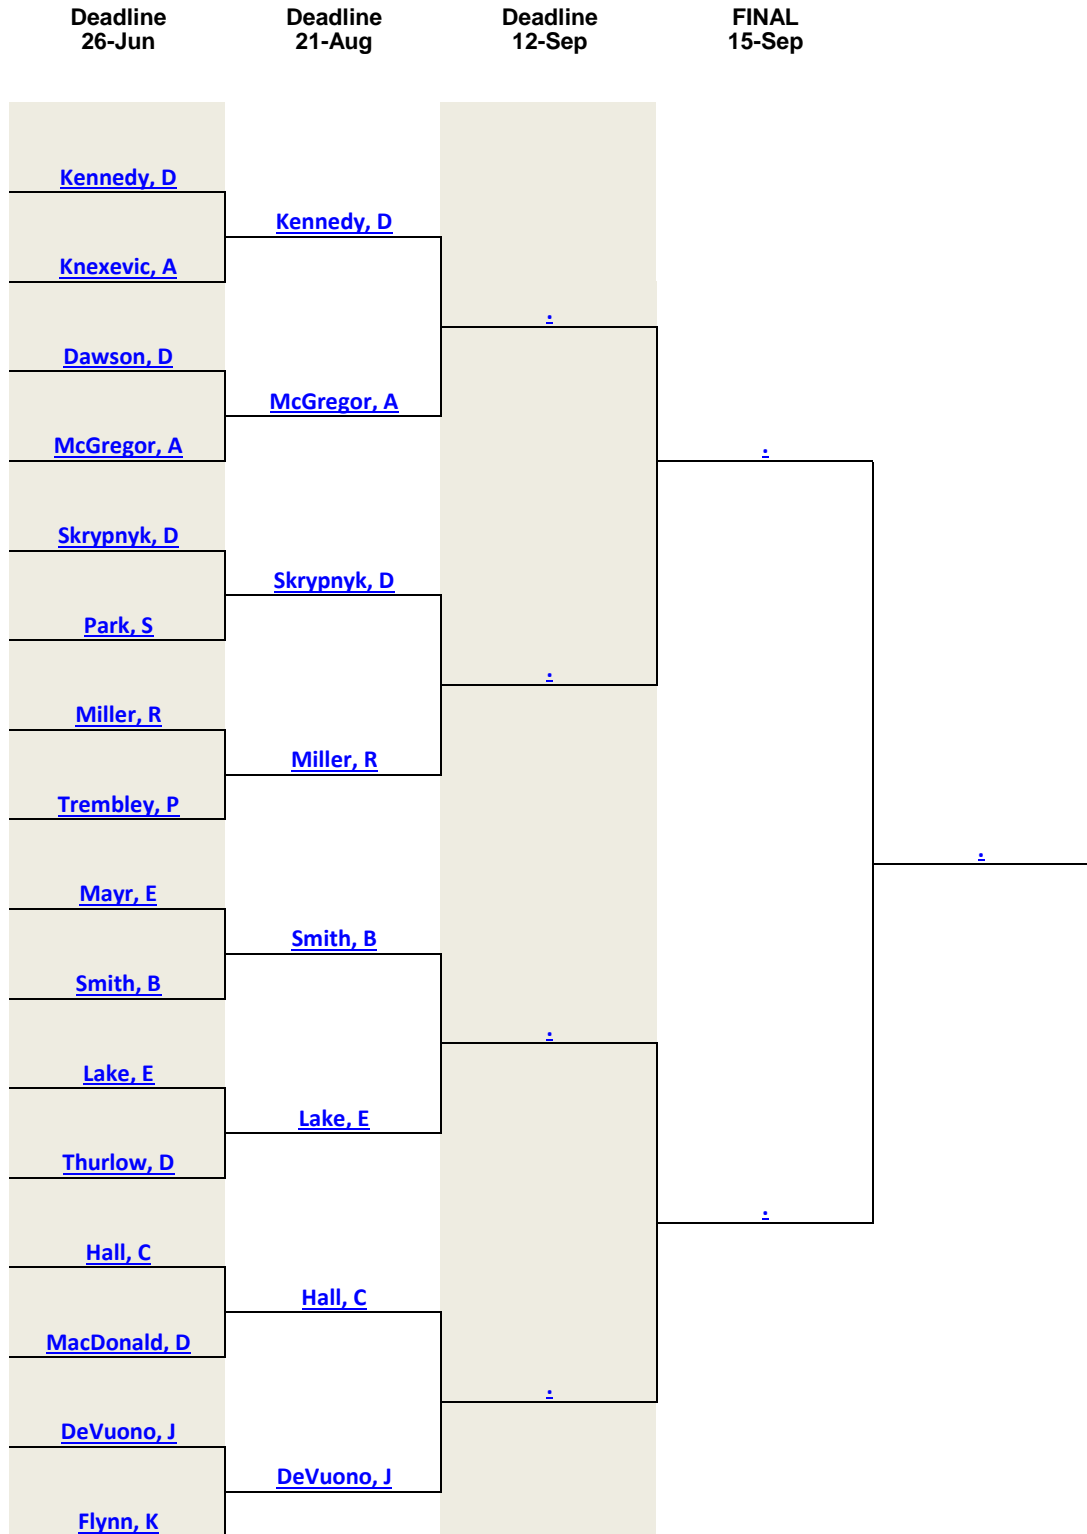 Deadline Deadline Deadline FINAL
26-Jun 21-Aug 12-Sep 15-Sep
Kennedy, D
Kennedy, D
Knexevic, A
.
Dawson, D
McGregor, A
McGregor, A
.
Skrypnyk, D
Skrypnyk, D
Park, S
.
Miller, R
Miller, R
Trembley, P
.
Mayr, E
Smith, B
Smith, B
.
Lake, E
Lake, E
Thurlow, D
.
Hall, C
Hall, C
MacDonald, D
.
DeVuono, J
DeVuono, J
Flynn, K